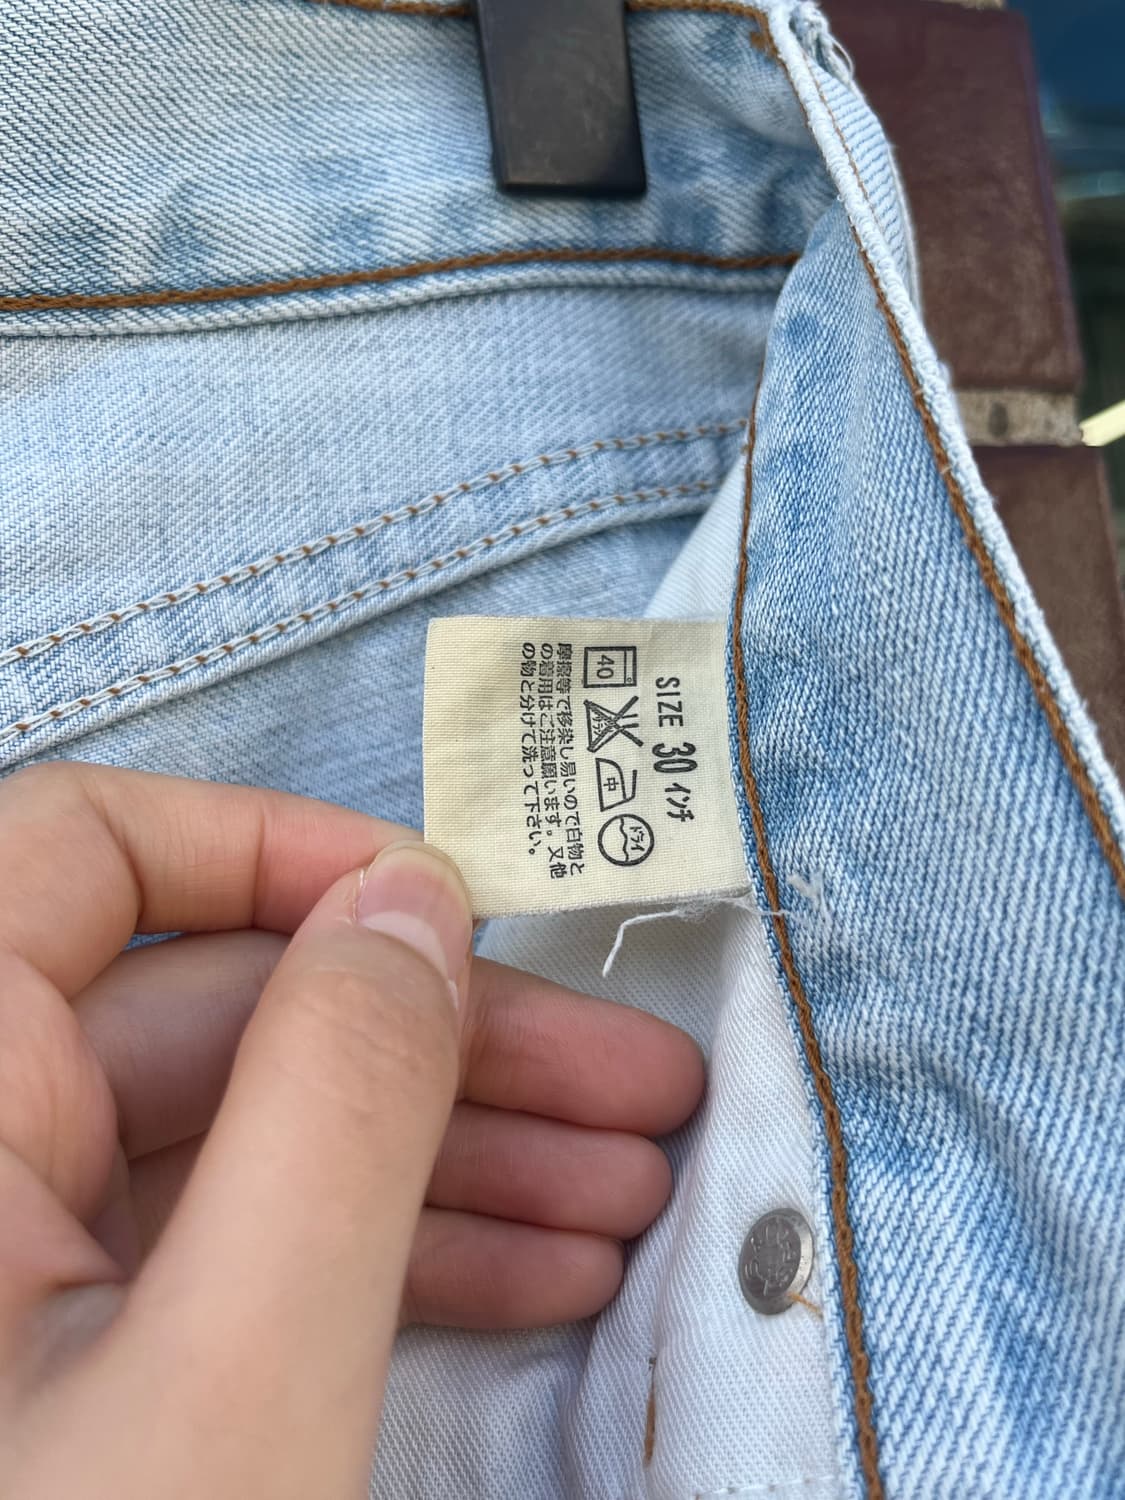 SIZE 30 インチ
40
中
ドライ
摩擦等で移染し易いので白物と
の着用はご注意願います。又他
の物と分けて洗って下さい。